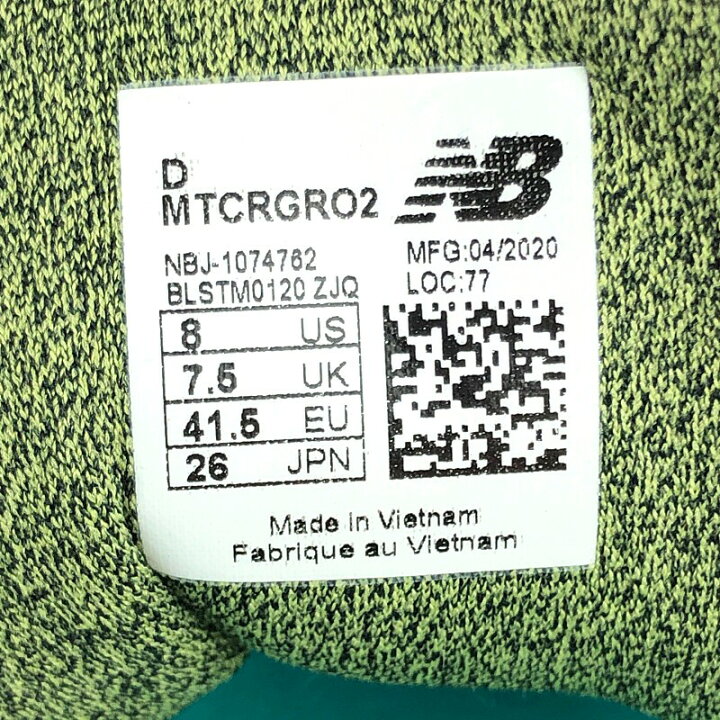 D
MTCRGRO2
NB
NBJ-1074762
BLSTM0120 ZJQ
MFG:04/2020
LOC:77
8 US
7.5 UK
41.5 EU
26 JPN
Made in Vietnam
Fabrique au Vietnam